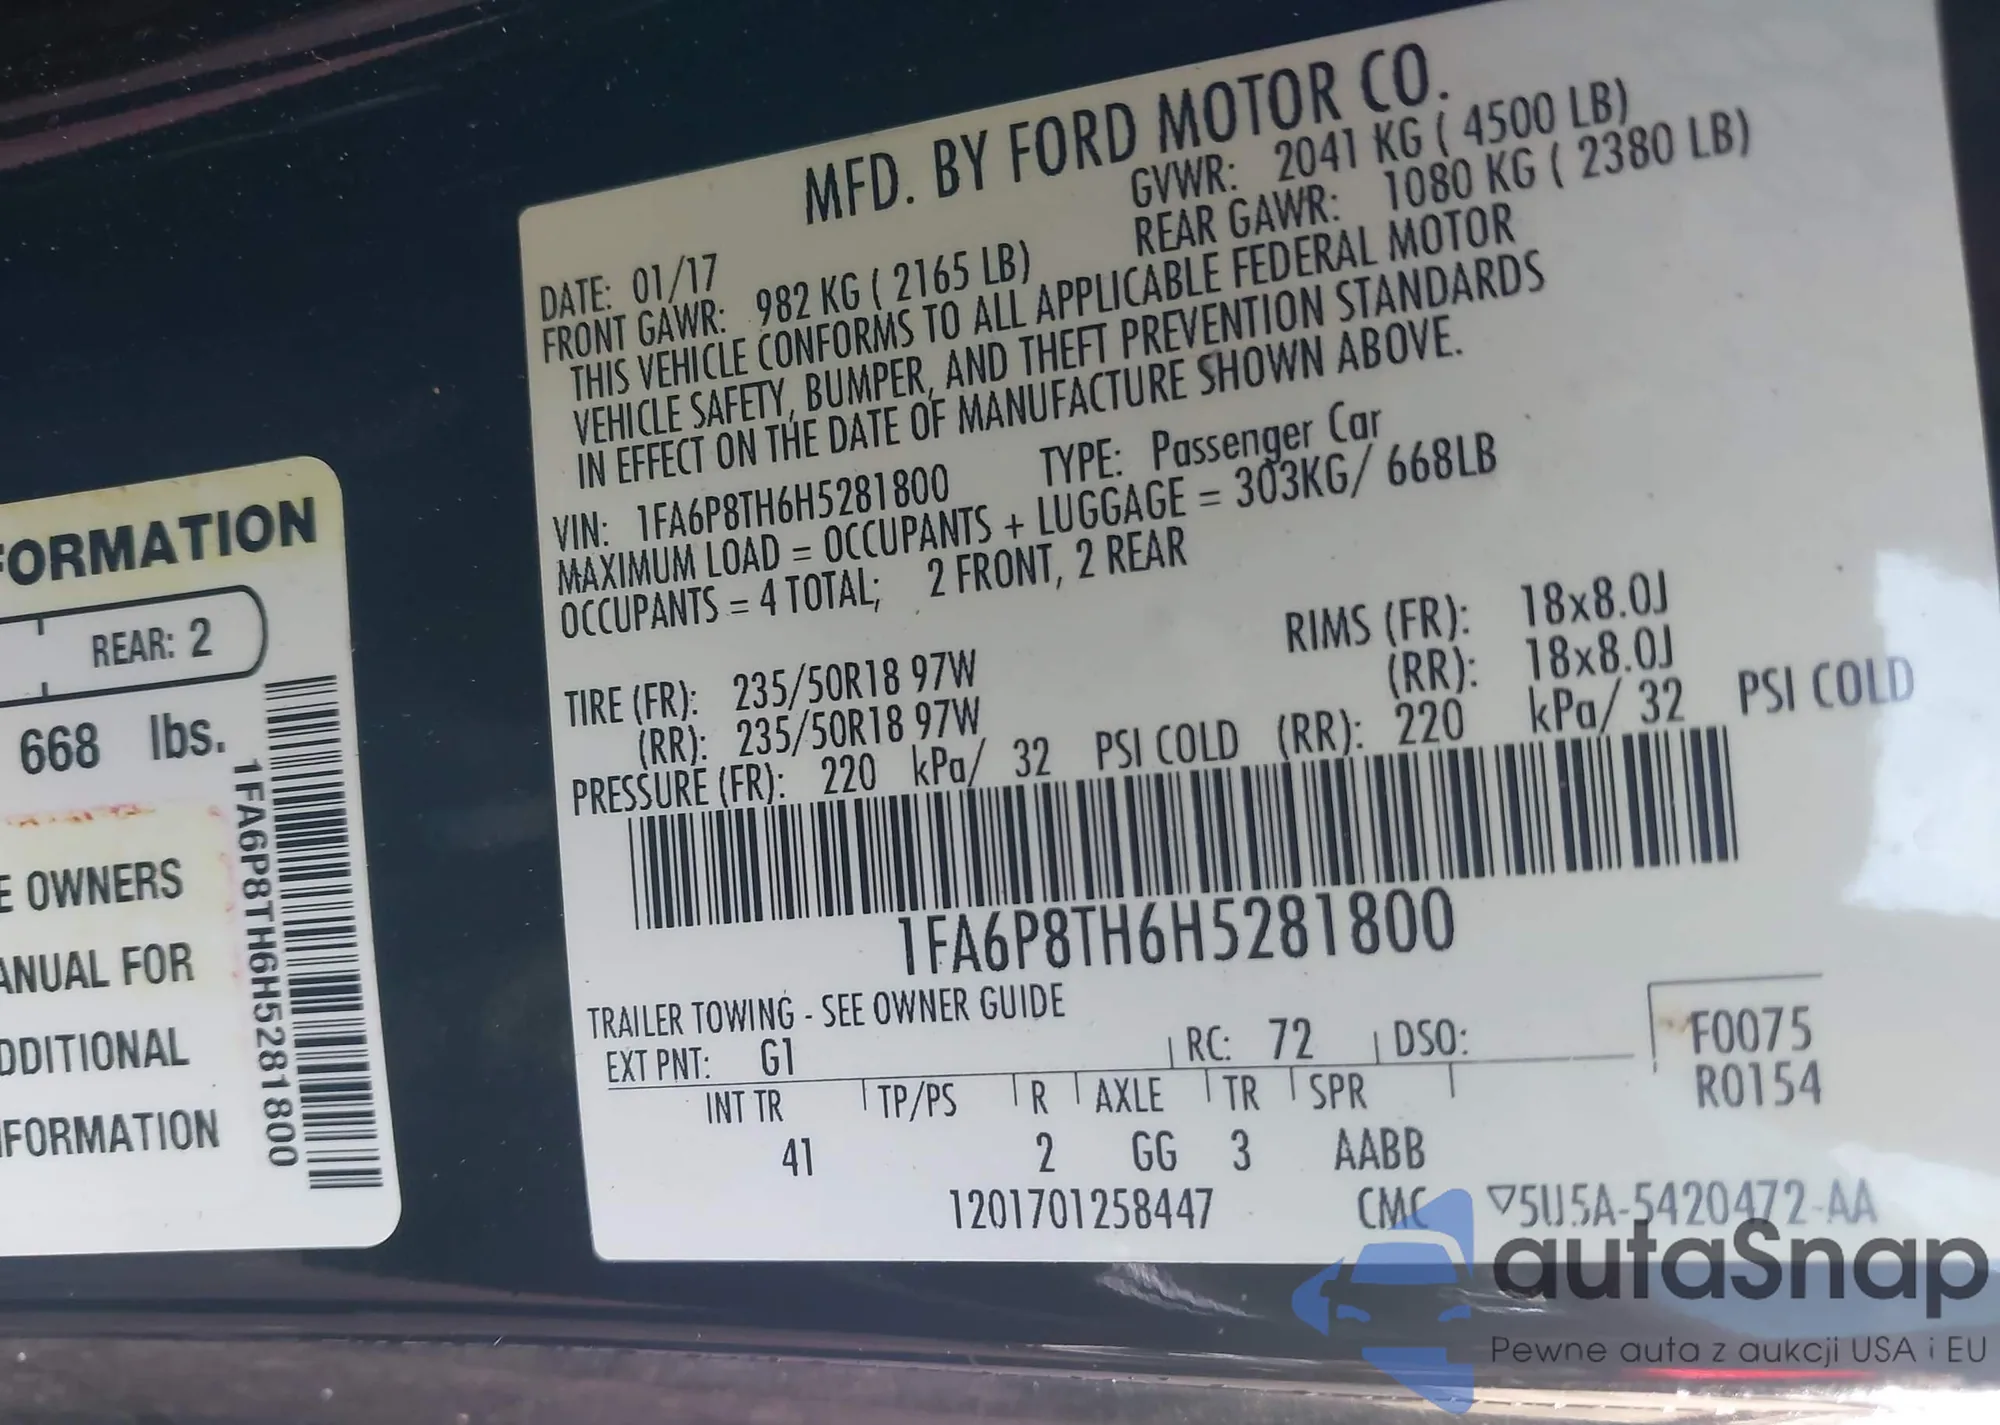 MFD. BY FORD MOTOR CO.
DATE: 01/17 GVWR: 2041 KG ( 4500 LB)
FRONT GAWR: 982 KG ( 2165 LB) REAR GAWR: 1080 KG ( 2380 LB)
THIS VEHICLE CONFORMS TO ALL APPLICABLE FEDERAL MOTOR
VEHICLE SAFETY, BUMPER, AND THEFT PREVENTION STANDARDS
IN EFFECT ON THE DATE OF MANUFACTURE SHOWN ABOVE.
VIN: 1FA6P8TH6H5281800 TYPE: Passenger Car
MAXIMUM LOAD = OCCUPANTS + LUGGAGE = 303KG/ 668LB
OCCUPANTS = 4 TOTAL; 2 FRONT, 2 REAR
TIRE (FR): 235/50R18 97W RIMS (FR): 18x8.0J
(RR): 235/50R18 97W (RR): 18x8.0J
PRESSURE (FR): 220 kPa/ 32 PSI COLD (RR): 220 kPa/ 32 PSI COLD
1FA6P8TH6H5281800
TRAILER TOWING - SEE OWNER GUIDE
EXT PNT: G1 RC: 72 DSO: F0075
R0154
INT TR TP/PS R AXLE TR SPR
41 2 GG 3 AABB
1201701258447 CMC ▽5U5A-5420472-AA
FORMATION
REAR: 2
668 lbs.
E OWNERS
ANUAL FOR
DDITIONAL
NFORMATION
1FA6P8TH6H5281800
autaSnap
Pewne auta z aukcji USA i EU